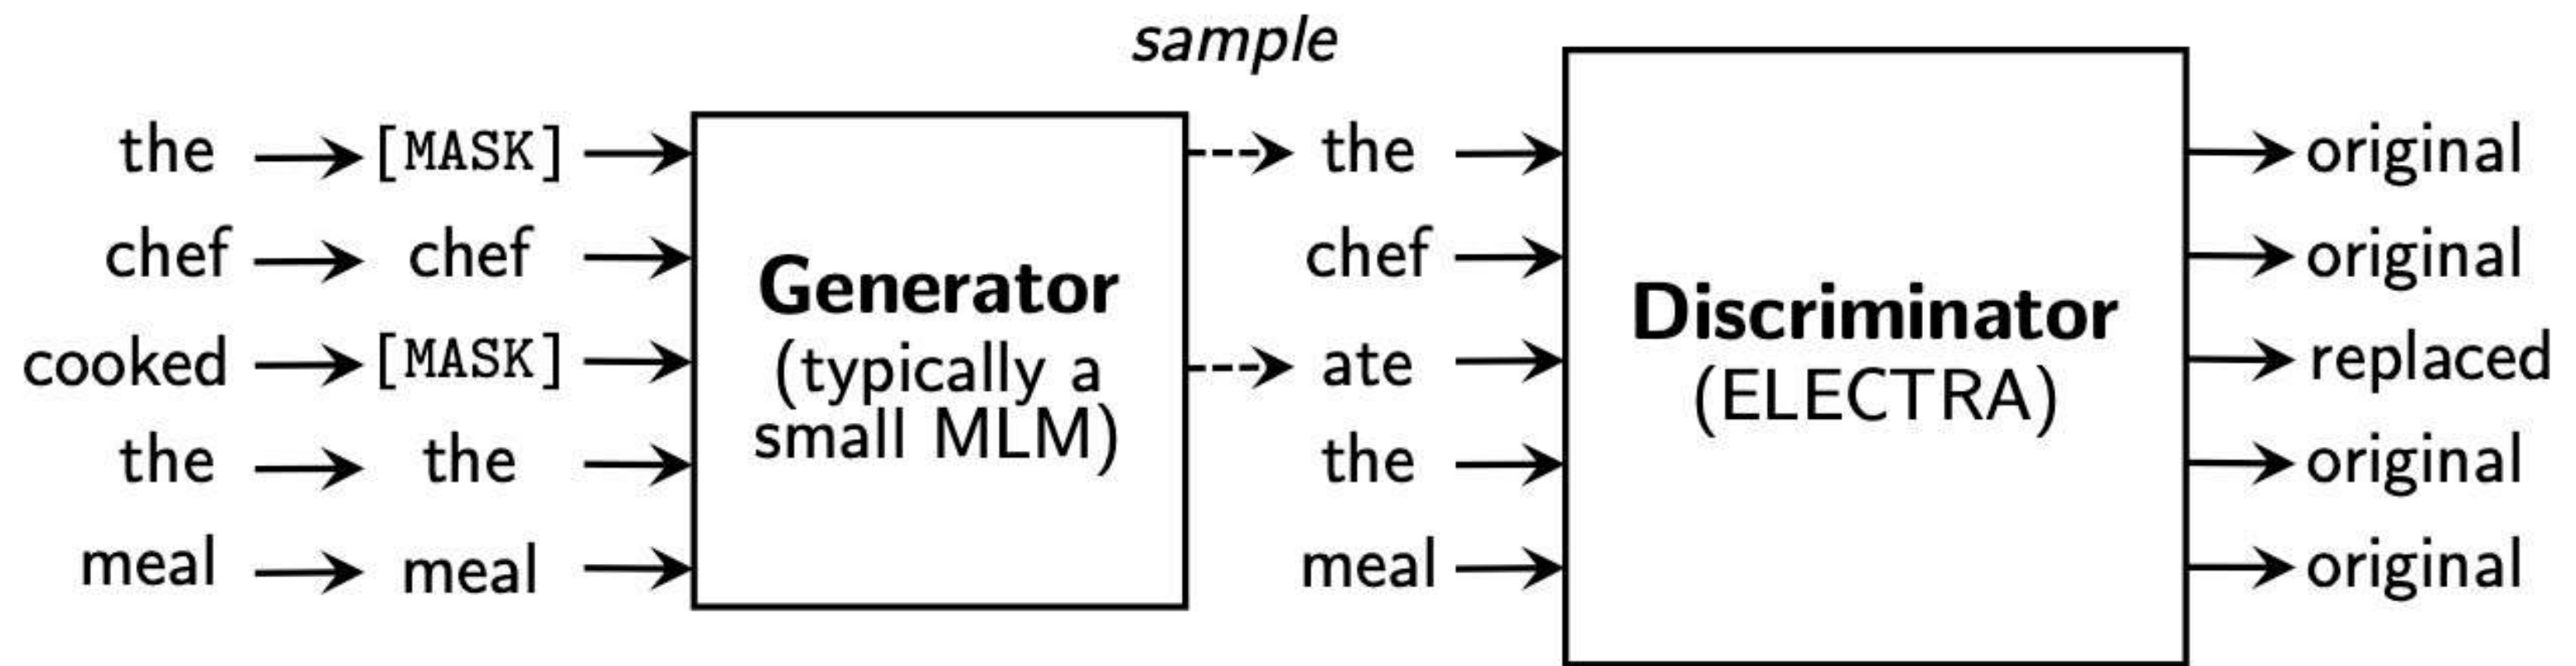 sample
the [MASK] the original
chef chef chef original
cooked [MASK] ate replaced
the the the original
meal meal meal original
Generator
(typically a
small MLM)
Discriminator
(ELECTRA)